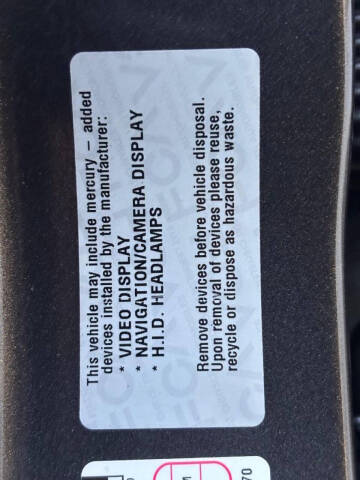 This vehicle may include mercury – added
devices installed by the manufacturer:
* VIDEO DISPLAY
* NAVIGATION/CAMERA DISPLAY
* H.I.D. HEADLAMPS
Remove devices before vehicle disposal.
Upon removal of devices please reuse,
recycle or dispose as hazardous waste.
70